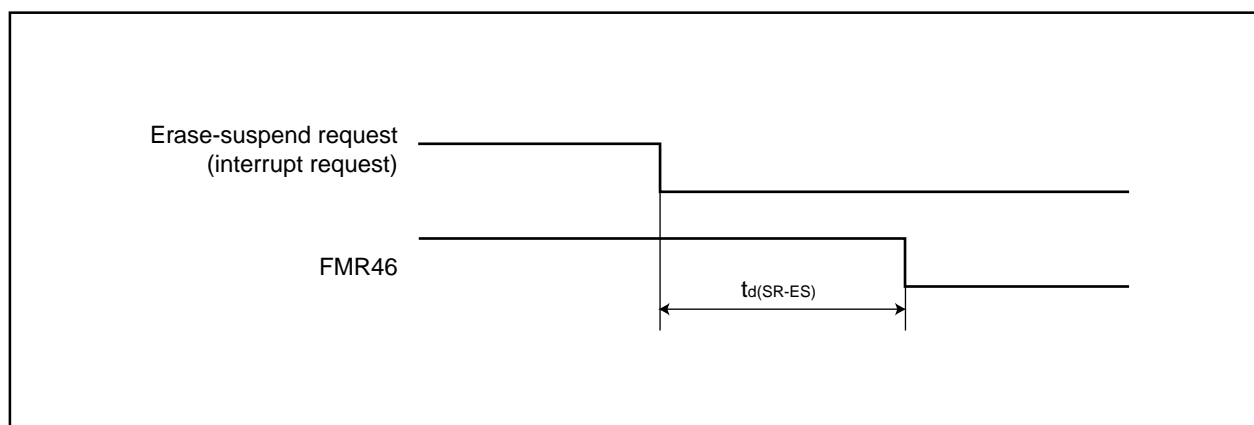 Erase-suspend request
(interrupt request)
FMR46
td(SR-ES)